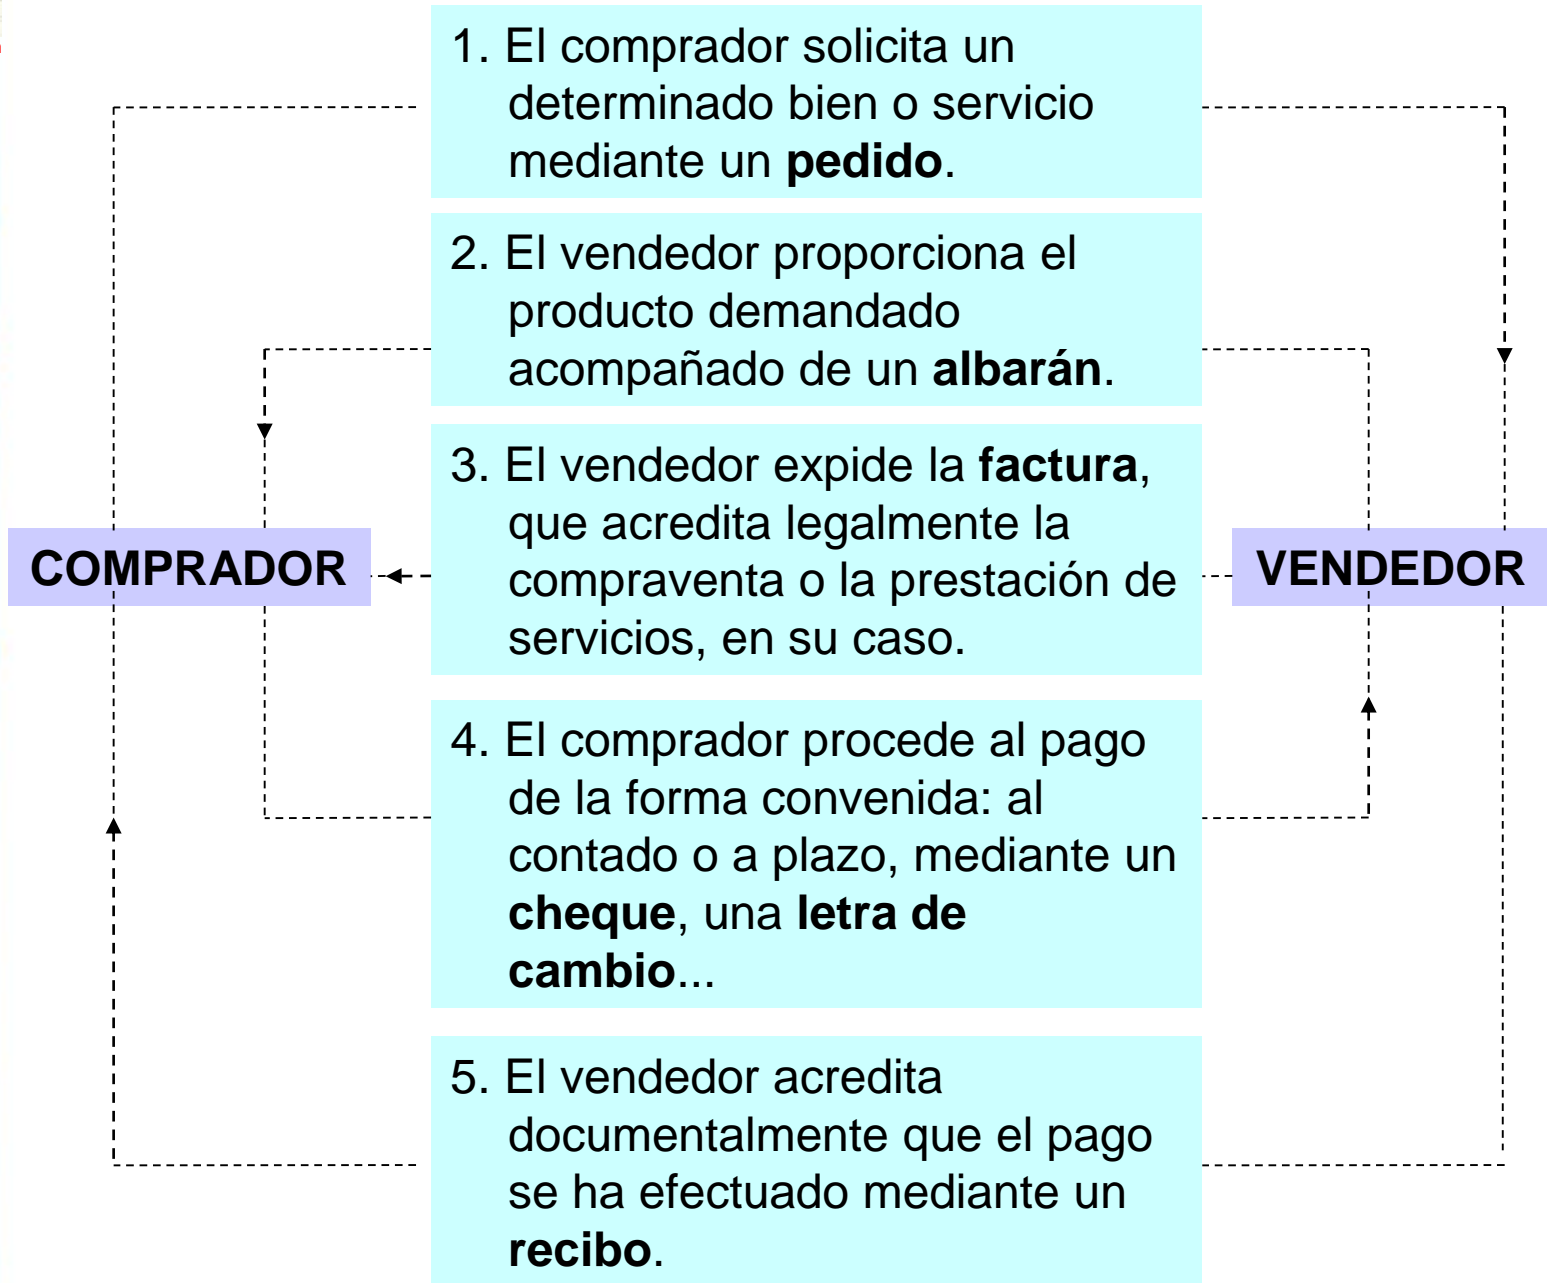 1. El comprador solicita un
determinado bien o servicio
mediante un pedido.
2. El vendedor proporciona el
producto demandado
acompañado de un albarán.
3. El vendedor expide la factura,
que acredita legalmente la
compraventa o la prestación de
servicios, en su caso.
COMPRADOR
VENDEDOR
4. El comprador procede al pago
de la forma convenida: al
contado o a plazo, mediante un
cheque, una letra de
cambio...
5. El vendedor acredita
documentalmente que el pago
se ha efectuado mediante un
recibo.